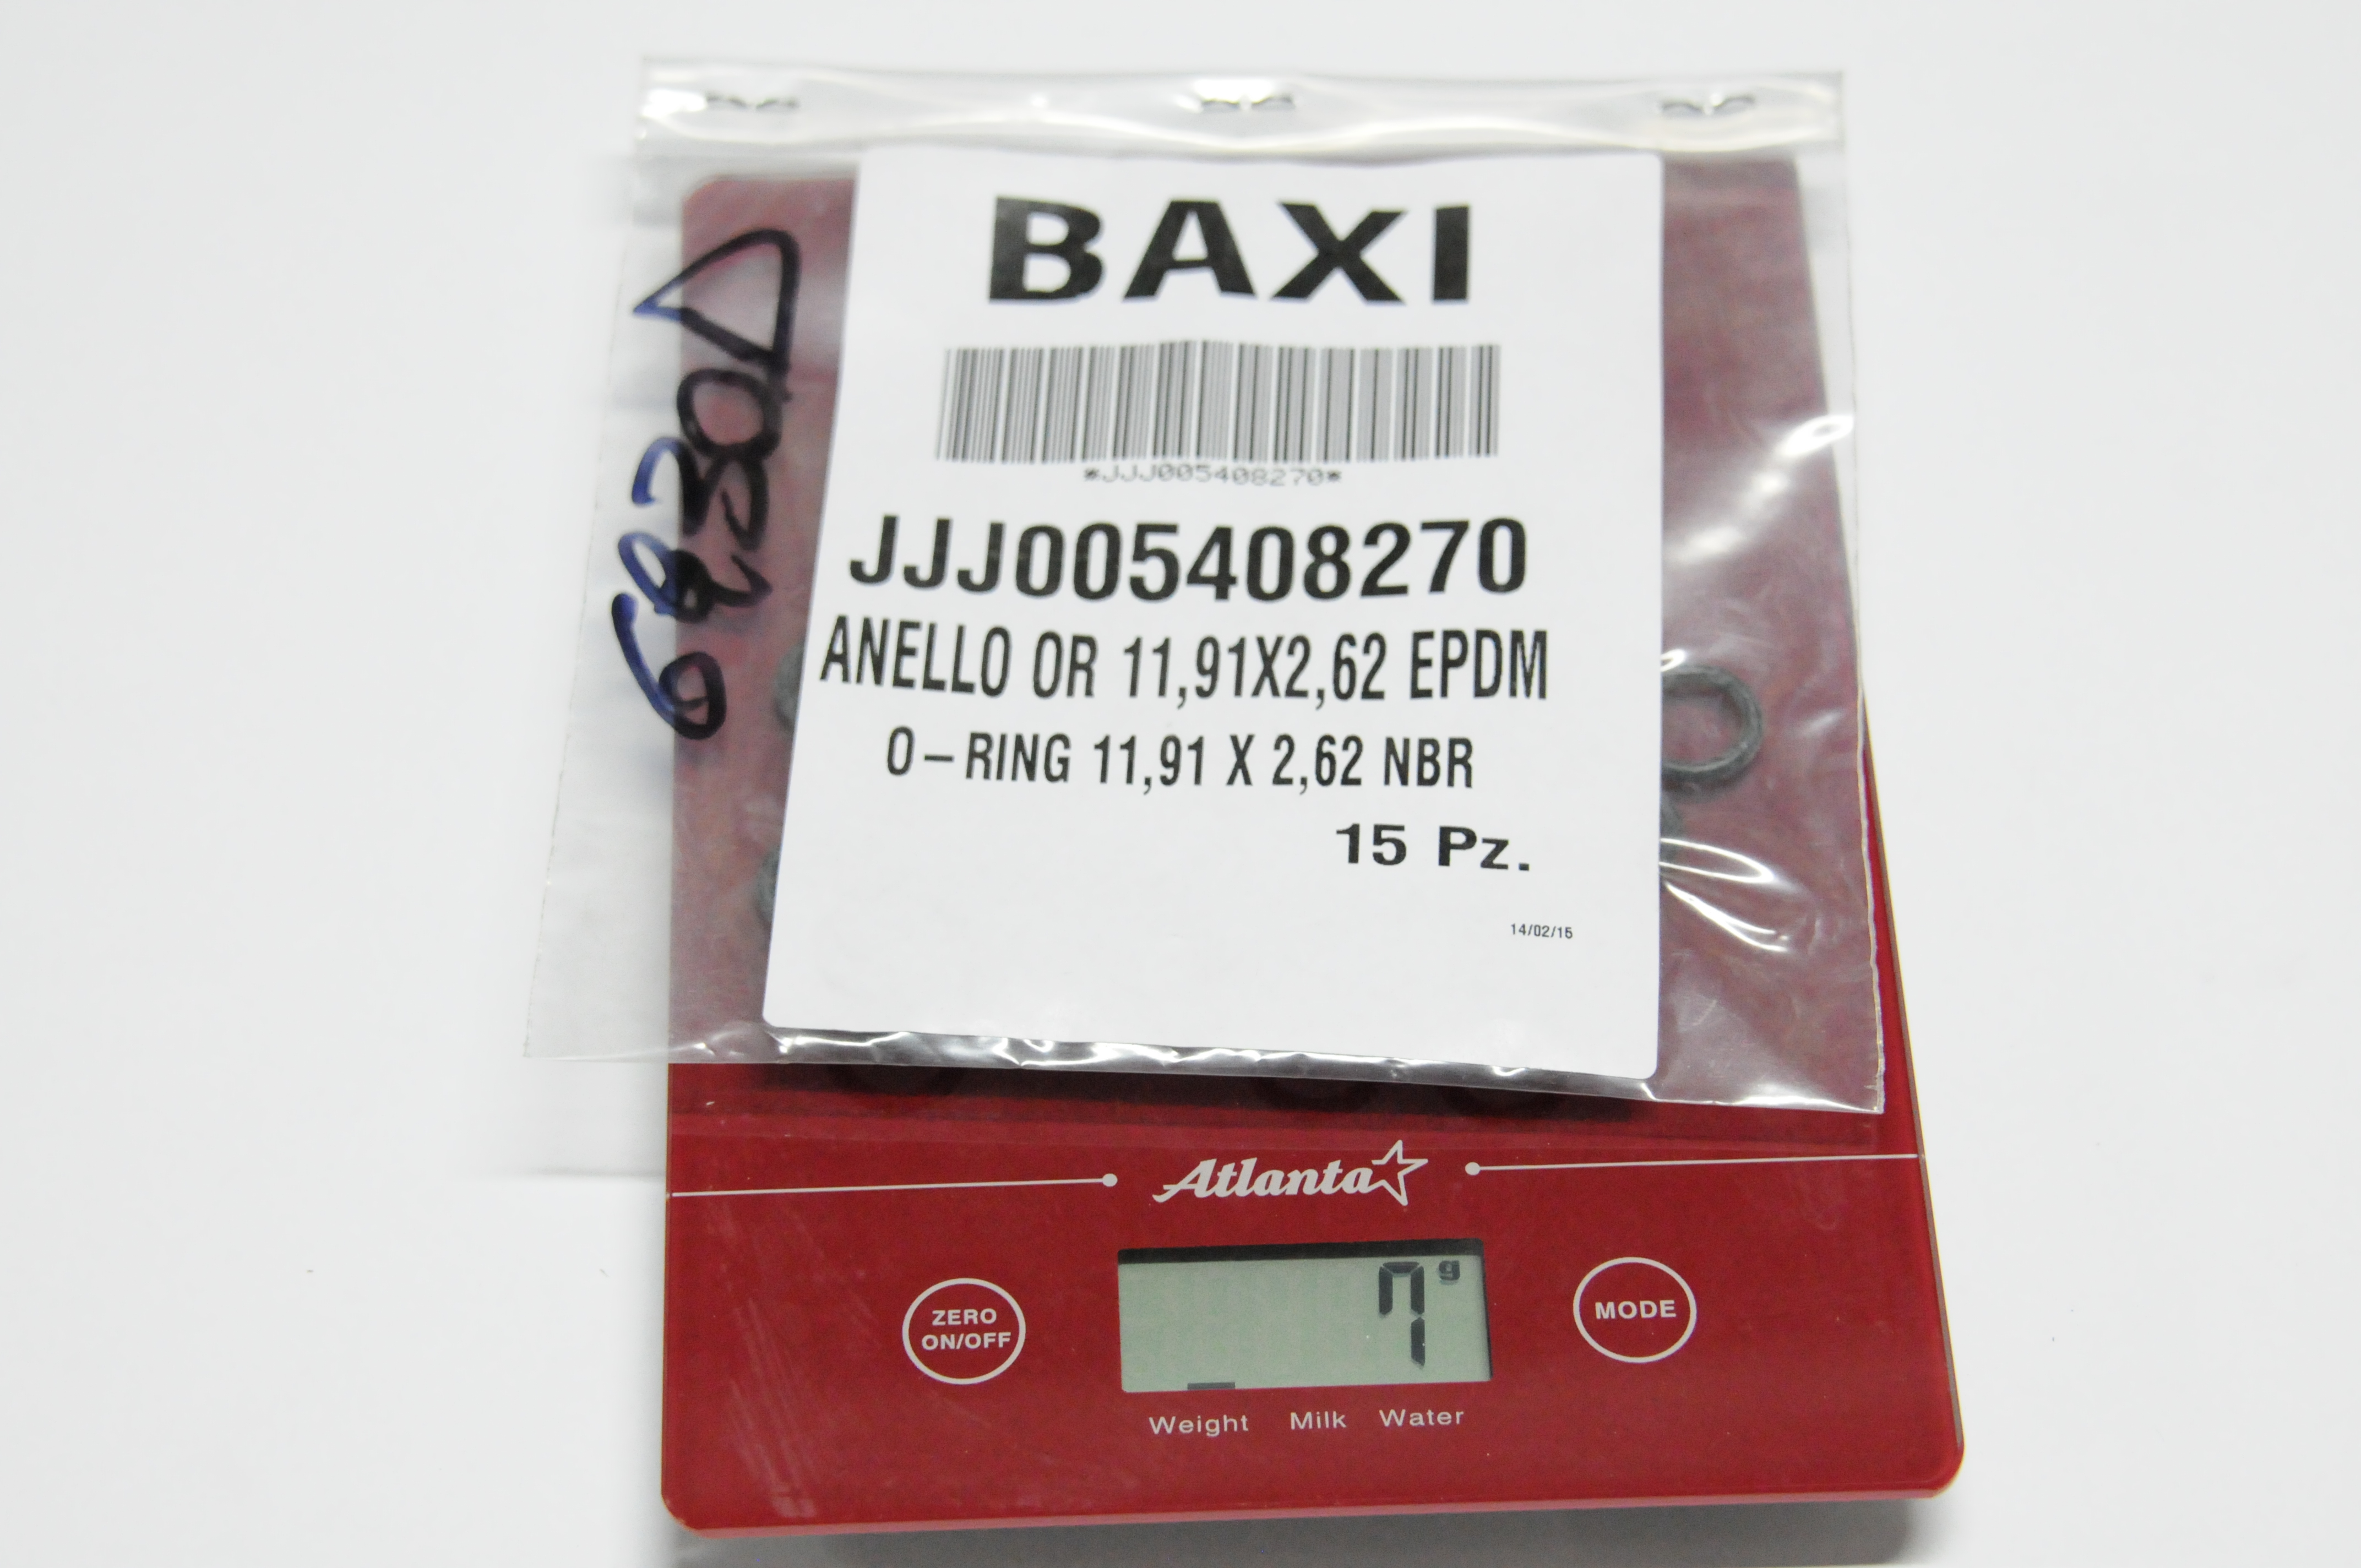 BAXI
*JJJ005408270*
JJJ005408270
ANELLO OR 11,91X2,62 EPDM
O-RING 11,91 X 2,62 NBR
15 Pz.
14/02/15
Atlanta
ZERO
ON/OFF
7 g
MODE
Weight Milk Water